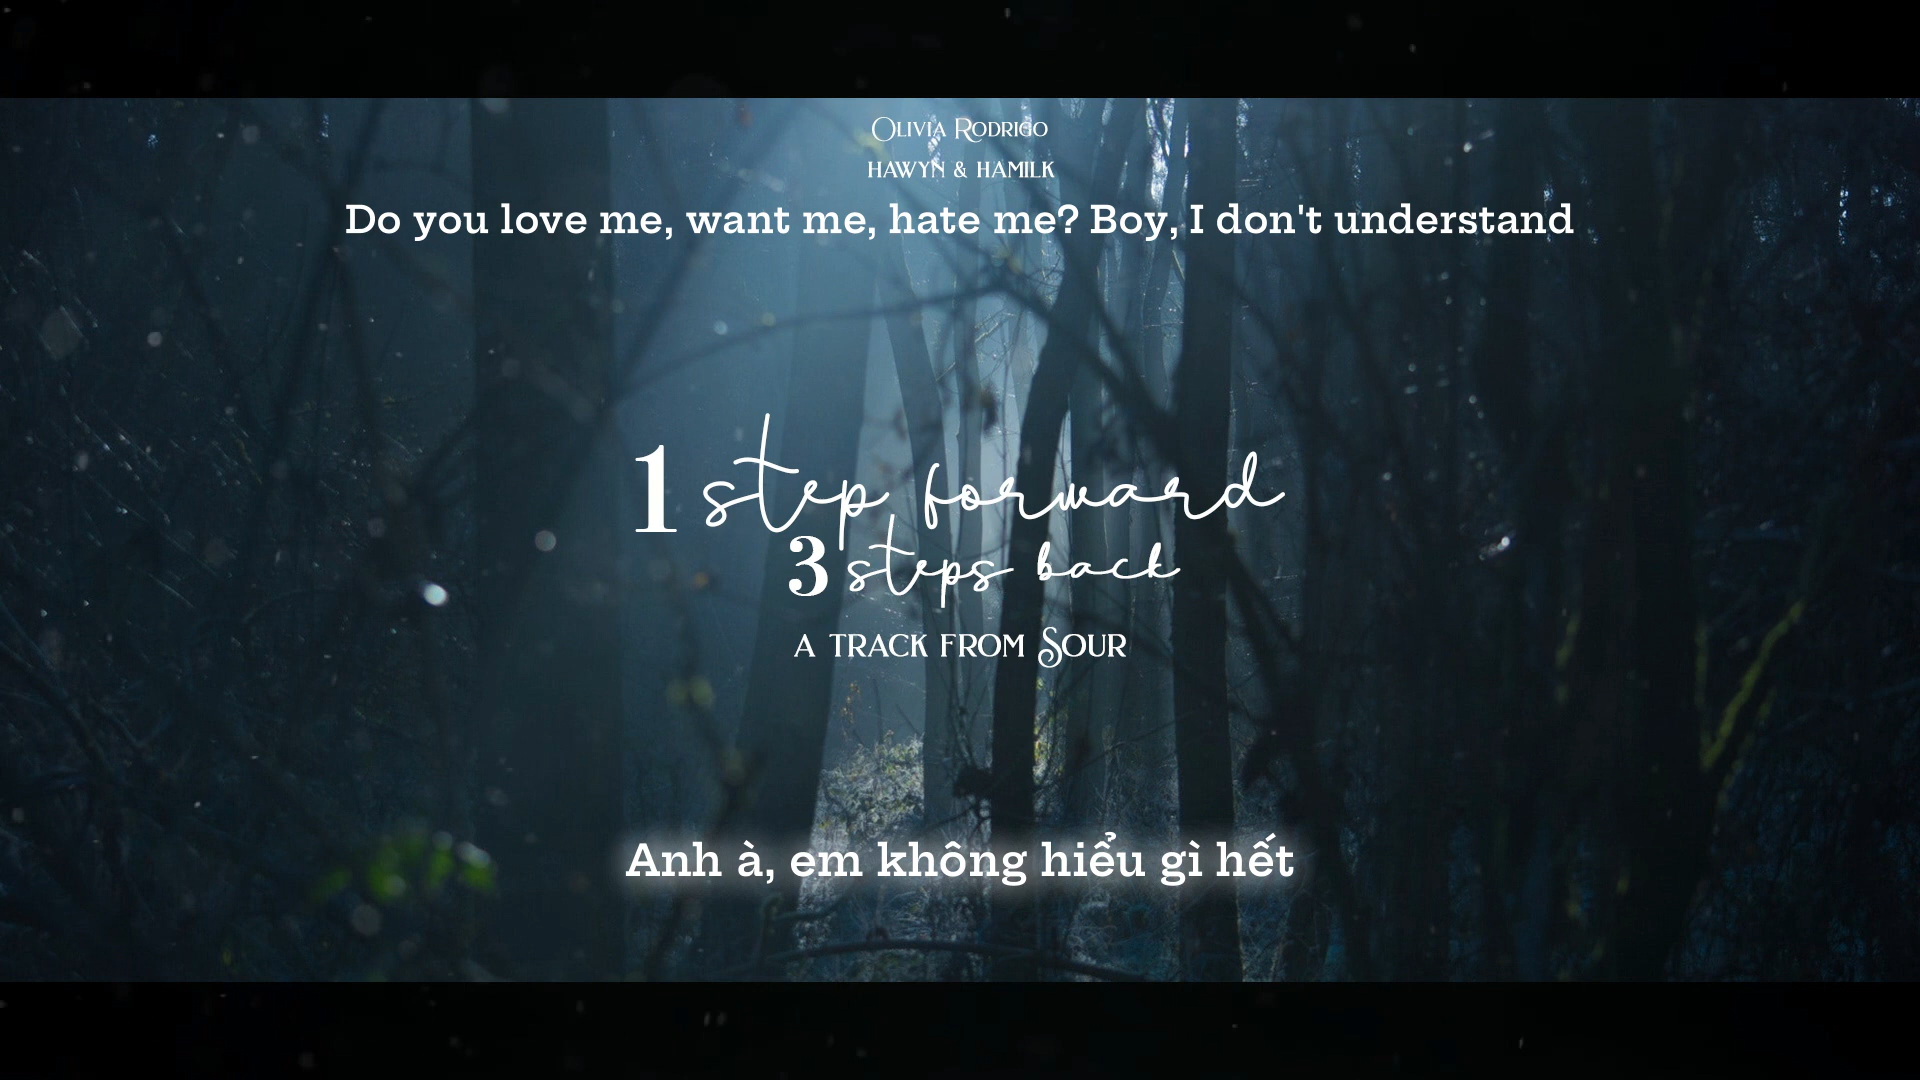 Olivia Rodrigo
HAWYN & HAMILK
Do you love me, want me, hate me? Boy, I don't understand
1 step forward
3 steps back
A TRACK FROM SOUR
Anh à, em không hiểu gì hết